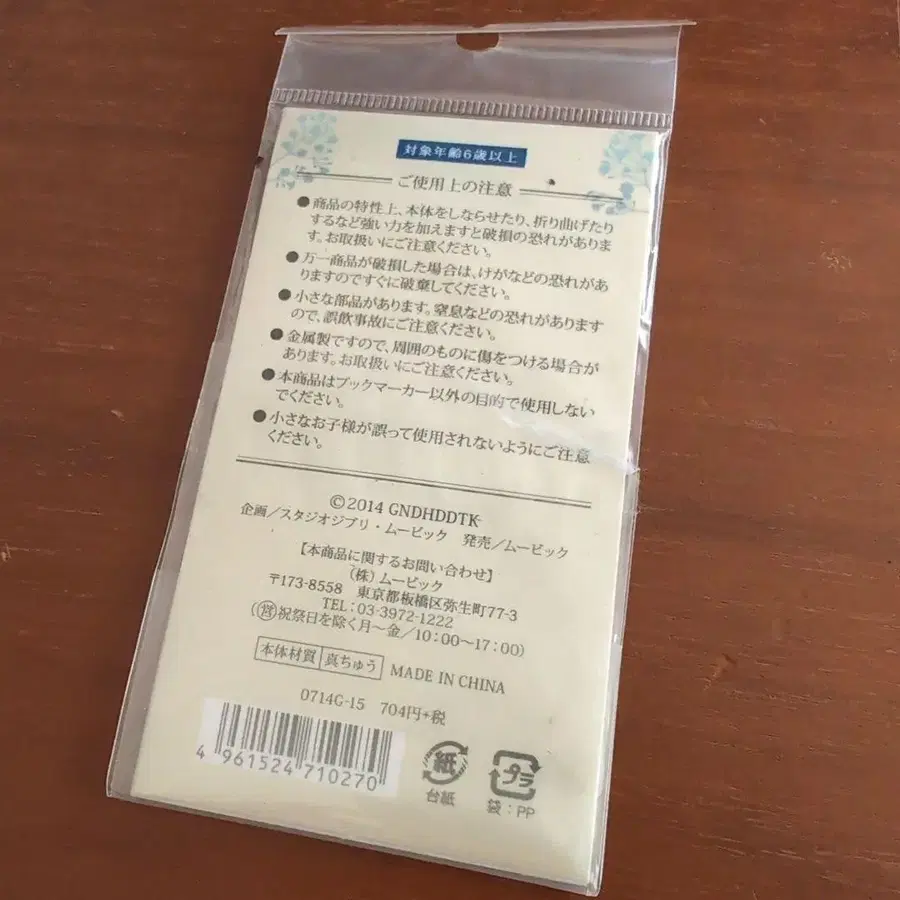 対象年齢6歳以上
ご使用上の注意
●商品の特性上、本体をしならせたり、折り曲げたり
するなど強い力を加えますと破損の恐れがありま
す。お取扱いにご注意ください。
●万一商品が破損した場合は、けがなどの恐れがあ
りますのですぐに破棄してください。
●小さな部品があります。窒息などの恐れがあります
ので、誤飲事故にご注意ください。
●金属製ですので、周囲のものに傷をつける場合が
あります。お取扱いにご注意ください。
●本商品はブックマーカー以外の目的で使用しない
でください。
●小さなお子様が誤って使用されないようにご注意
ください。
©2014 GNDHDDTK
企画/スタジオジブリ・ムービック 発売/ムービック
【本商品に関するお問い合わせ】
(株)ムービック
〒173-8558 東京都板橋区弥生町77-3
TEL:03-3972-1222
(㊺祝祭日を除く月～金/10:00～17:00)
本体材質 真ちゅう MADE IN CHINA
0714G-15 704円+税
4 961524 710270
紙
台紙
プラ
袋:PP